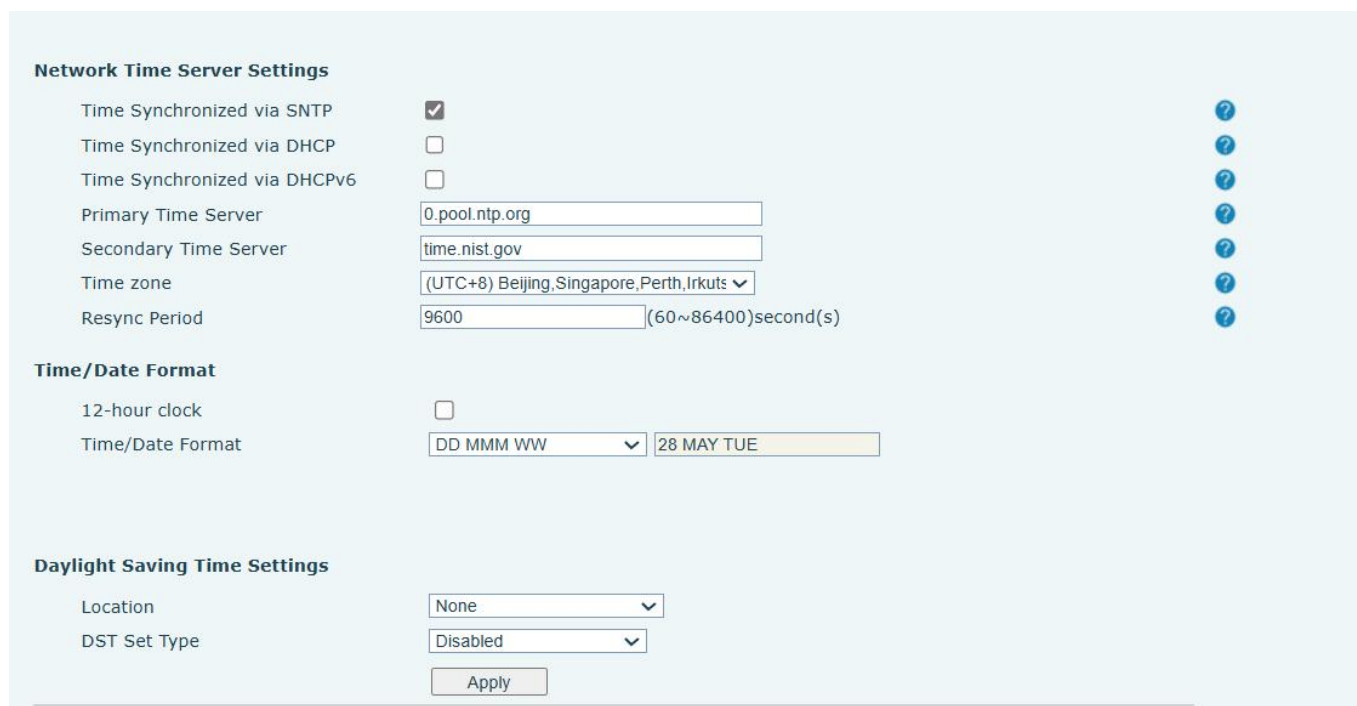 Network Time Server Settings
Time Synchronized via SNTP
Time Synchronized via DHCP
Time Synchronized via DHCPv6
Primary Time Server 0.pool.ntp.org
Secondary Time Server time.nist.gov
Time zone (UTC+8) Beijing,Singapore,Perth,Irkuts
Resync Period 9600 (60~86400)second(s)
Time/Date Format
12-hour clock
Time/Date Format DD MMM WW 28 MAY TUE
Daylight Saving Time Settings
Location None
DST Set Type Disabled
Apply